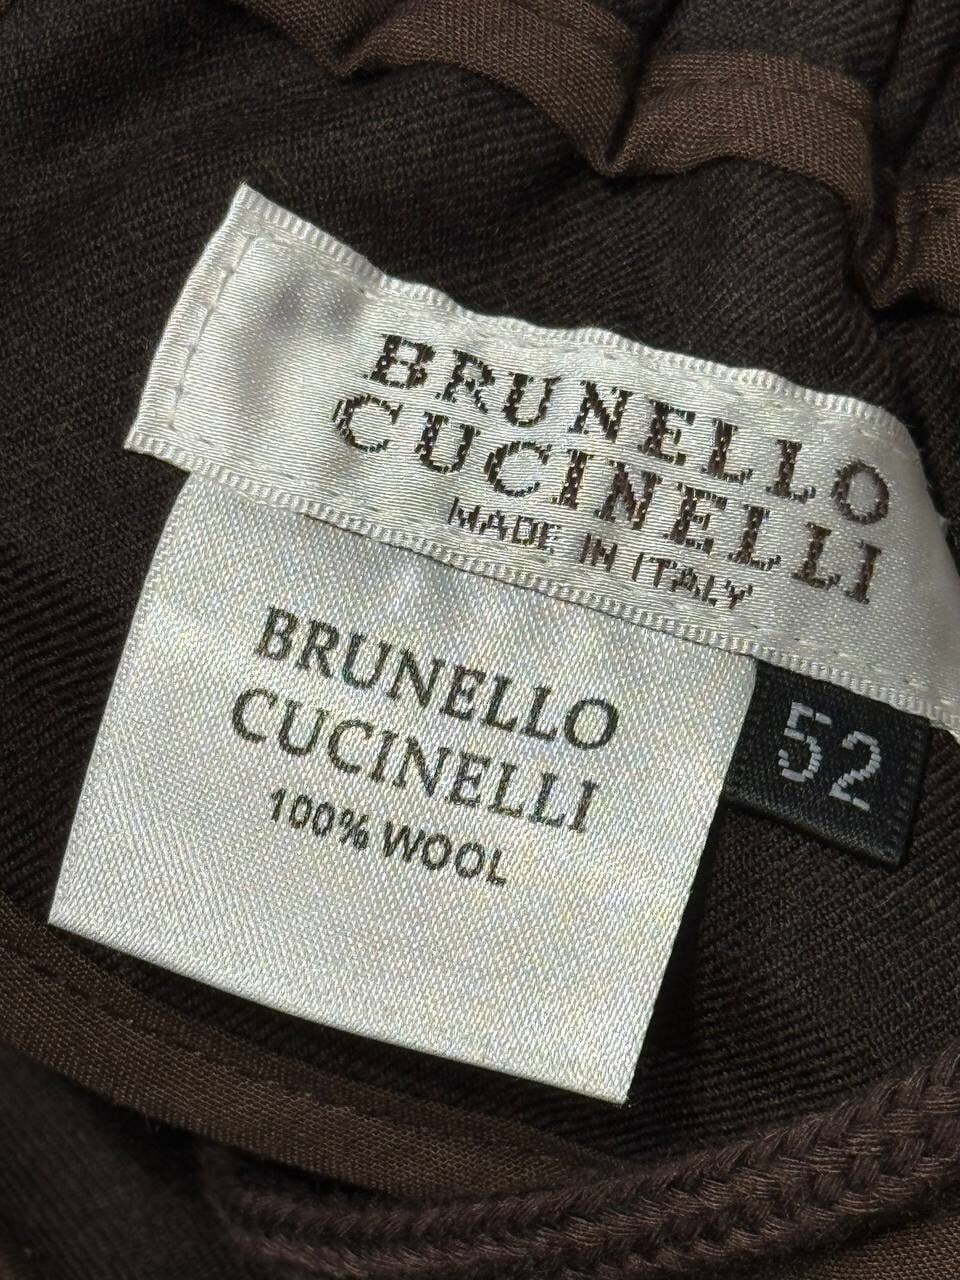 BRUNELLO
CUCINELLI
MADE IN ITALY
BRUNELLO
CUCINELLI
100% WOOL
52